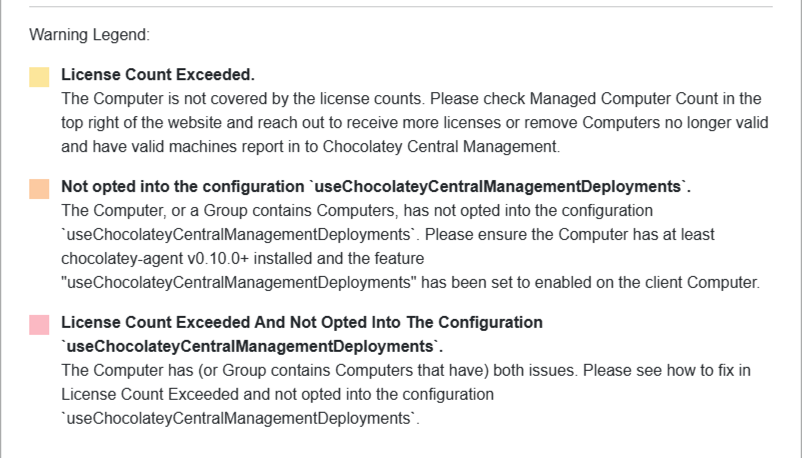 Warning Legend:
License Count Exceeded.
The Computer is not covered by the license counts. Please check Managed Computer Count in the
top right of the website and reach out to receive more licenses or remove Computers no longer valid
and have valid machines report in to Chocolatey Central Management.
Not opted into the configuration `useChocolateyCentralManagementDeployments`.
The Computer, or a Group contains Computers, has not opted into the configuration
`useChocolateyCentralManagementDeployments`. Please ensure the Computer has at least
chocolatey-agent v0.10.0+ installed and the feature
"useChocolateyCentralManagementDeployments" has been set to enabled on the client Computer.
License Count Exceeded And Not Opted Into The Configuration
`useChocolateyCentralManagementDeployments`.
The Computer has (or Group contains Computers that have) both issues. Please see how to fix in
License Count Exceeded and not opted into the configuration
`useChocolateyCentralManagementDeployments`.